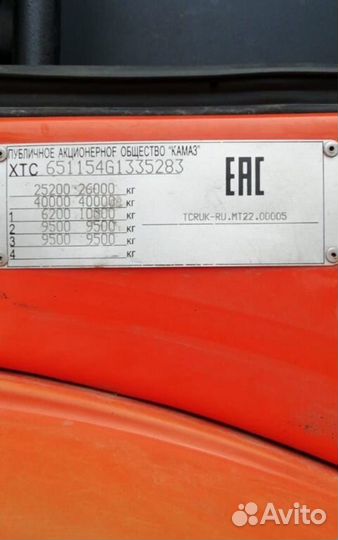 ПУБЛИЧНОЕ АКЦИОНЕРНОЕ ОБЩЕСТВО "КАМАЗ"
XTC 651154G1335283
25200 26000 кг
40000 40000 кг
1 6200 10800 кг
2 9500 9500 кг
3 9500 9500 кг
4 кг
EAC
TCRUK-RU.MT22.00005
Avito